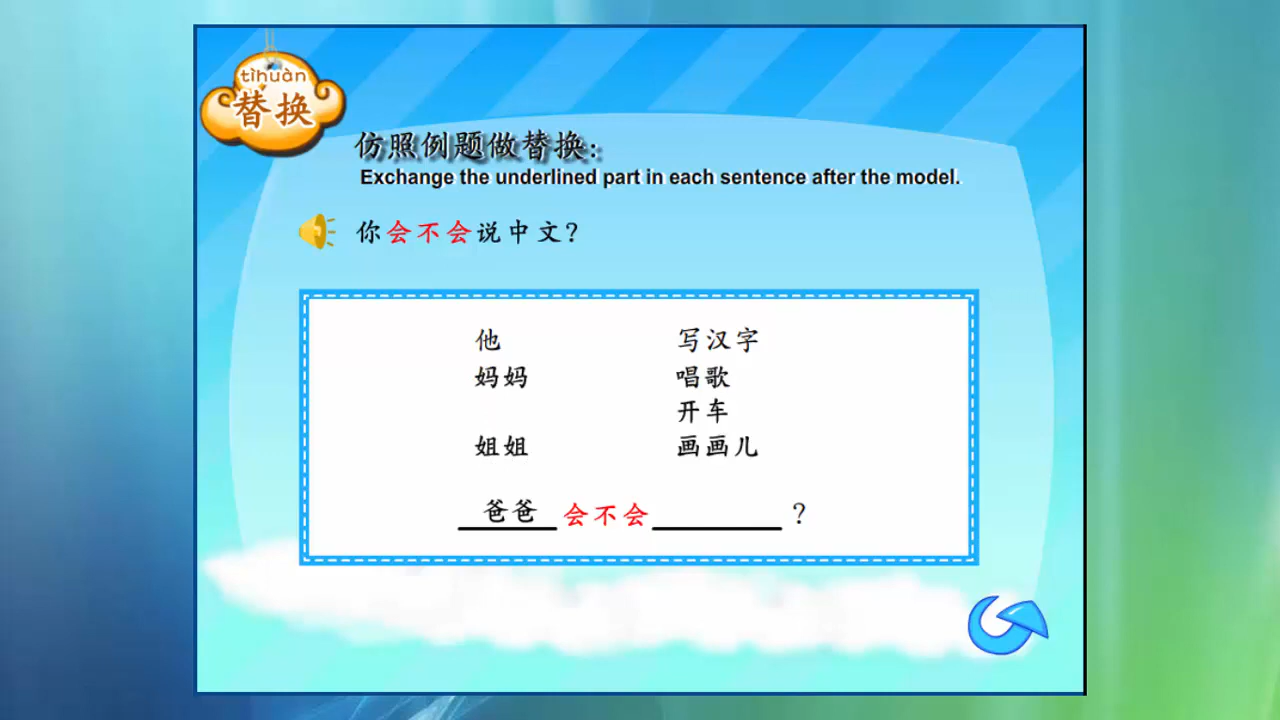 tìhuàn
替换
仿照例题做替换:
Exchange the underlined part in each sentence after the model.
你会不会说中文?
他 写汉字
妈妈 唱歌
开车
姐姐 画画儿
爸爸 会不会 ?